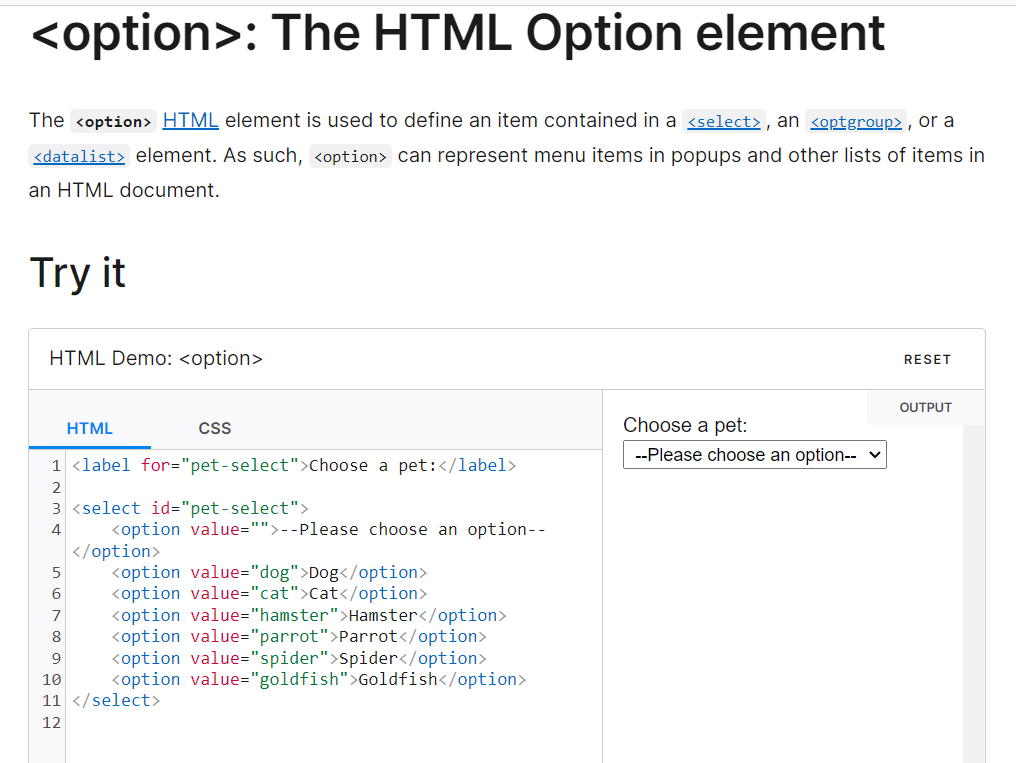 <option>: The HTML Option element
The <option> HTML element is used to define an item contained in a <select>, an <optgroup>, or a
<datalist> element. As such, <option> can represent menu items in popups and other lists of items in
an HTML document.
Try it
HTML Demo: <option>
RESET
HTML CSS
1 <label for="pet-select">Choose a pet:</label>
2
3 <select id="pet-select">
4     <option value="">--Please choose an option--
</option>
5     <option value="dog">Dog</option>
6     <option value="cat">Cat</option>
7     <option value="hamster">Hamster</option>
8     <option value="parrot">Parrot</option>
9     <option value="spider">Spider</option>
10     <option value="goldfish">Goldfish</option>
11 </select>
12
OUTPUT
Choose a pet:
--Please choose an option--